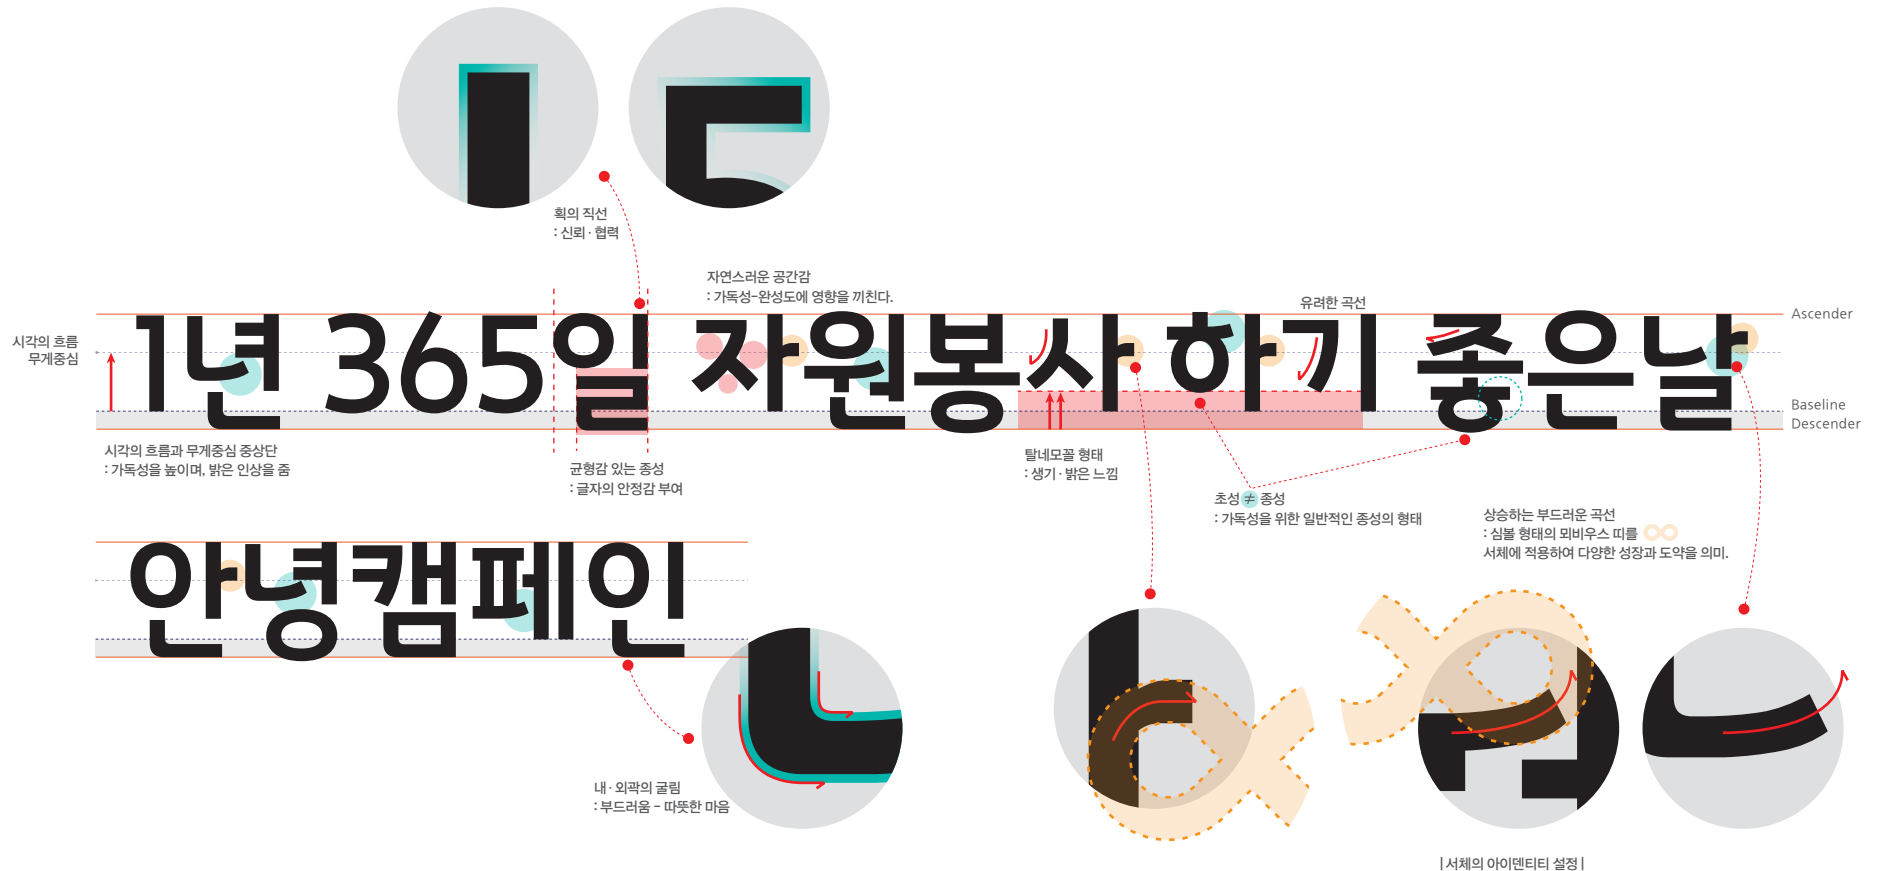 획의 직선
: 신뢰 · 협력
자연스러운 공간감
: 가독성-완성도에 영향을 끼친다.
유려한 곡선
Ascender
시각의 흐름
무게중심
1년 365일 자원봉사 하기 좋은날
Baseline
Descender
시각의 흐름과 무게중심 중상단
: 가독성을 높이며, 밝은 인상을 줌
균형감 있는 종성
: 글자의 안정감 부여
탈네모꼴 형태
: 생기 · 밝은 느낌
초성 ≠ 종성
: 가독성을 위한 일반적인 종성의 형태
상승하는 부드러운 곡선
: 심볼 형태의 뫼비우스 띠를
서체에 적용하여 다양한 성장과 도약을 의미.
안녕캠페인
내 · 외곽의 굴림
: 부드러움 - 따뜻한 마음
| 서체의 아이덴티티 설정 |